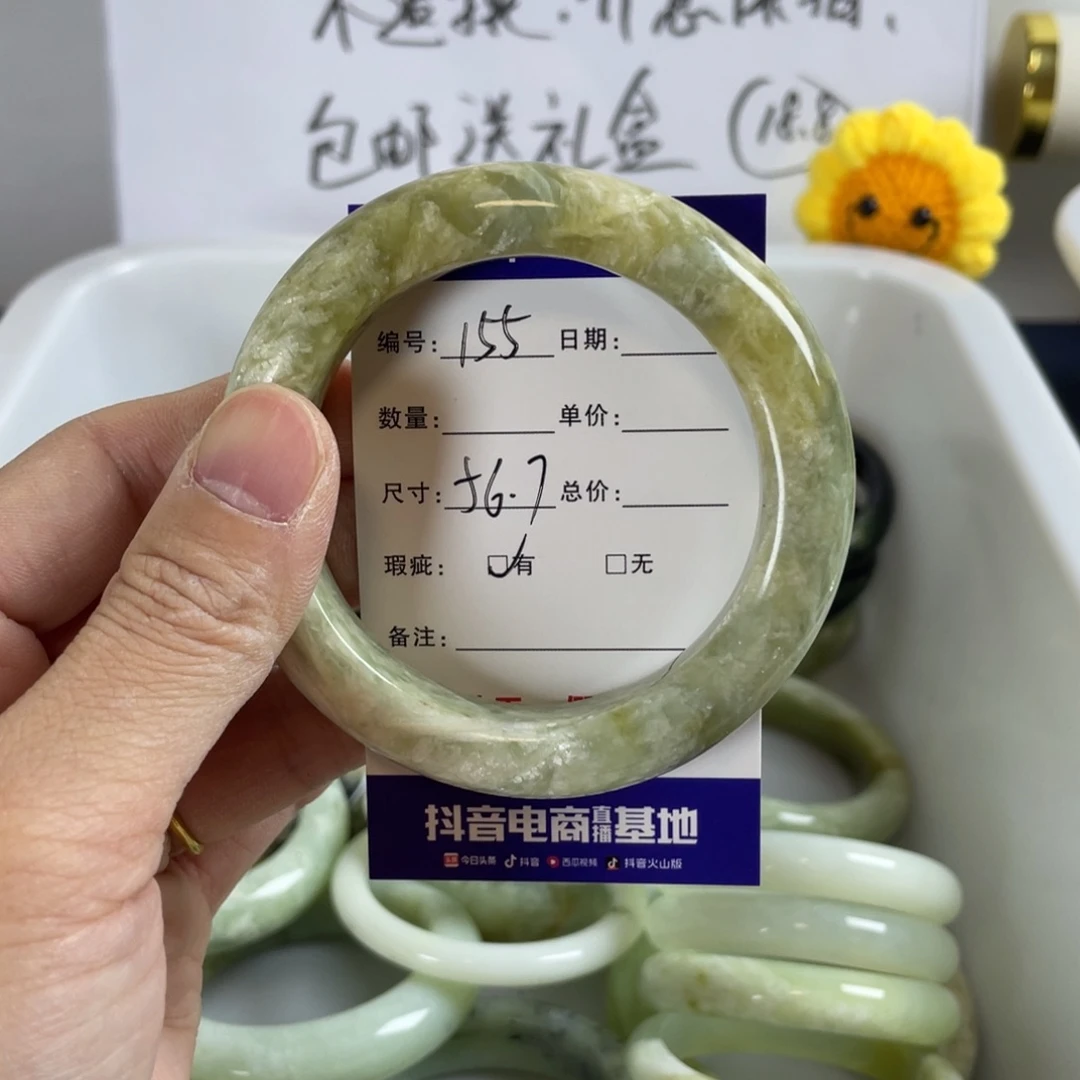 包邮送礼盒
编号: 155 日期:
数量: 单价:
尺寸: 56.7 总价:
瑕疵: ☑有 □无
备注:
抖音电商直播基地
头条 今日头条 抖音 西瓜视频 抖音火山版